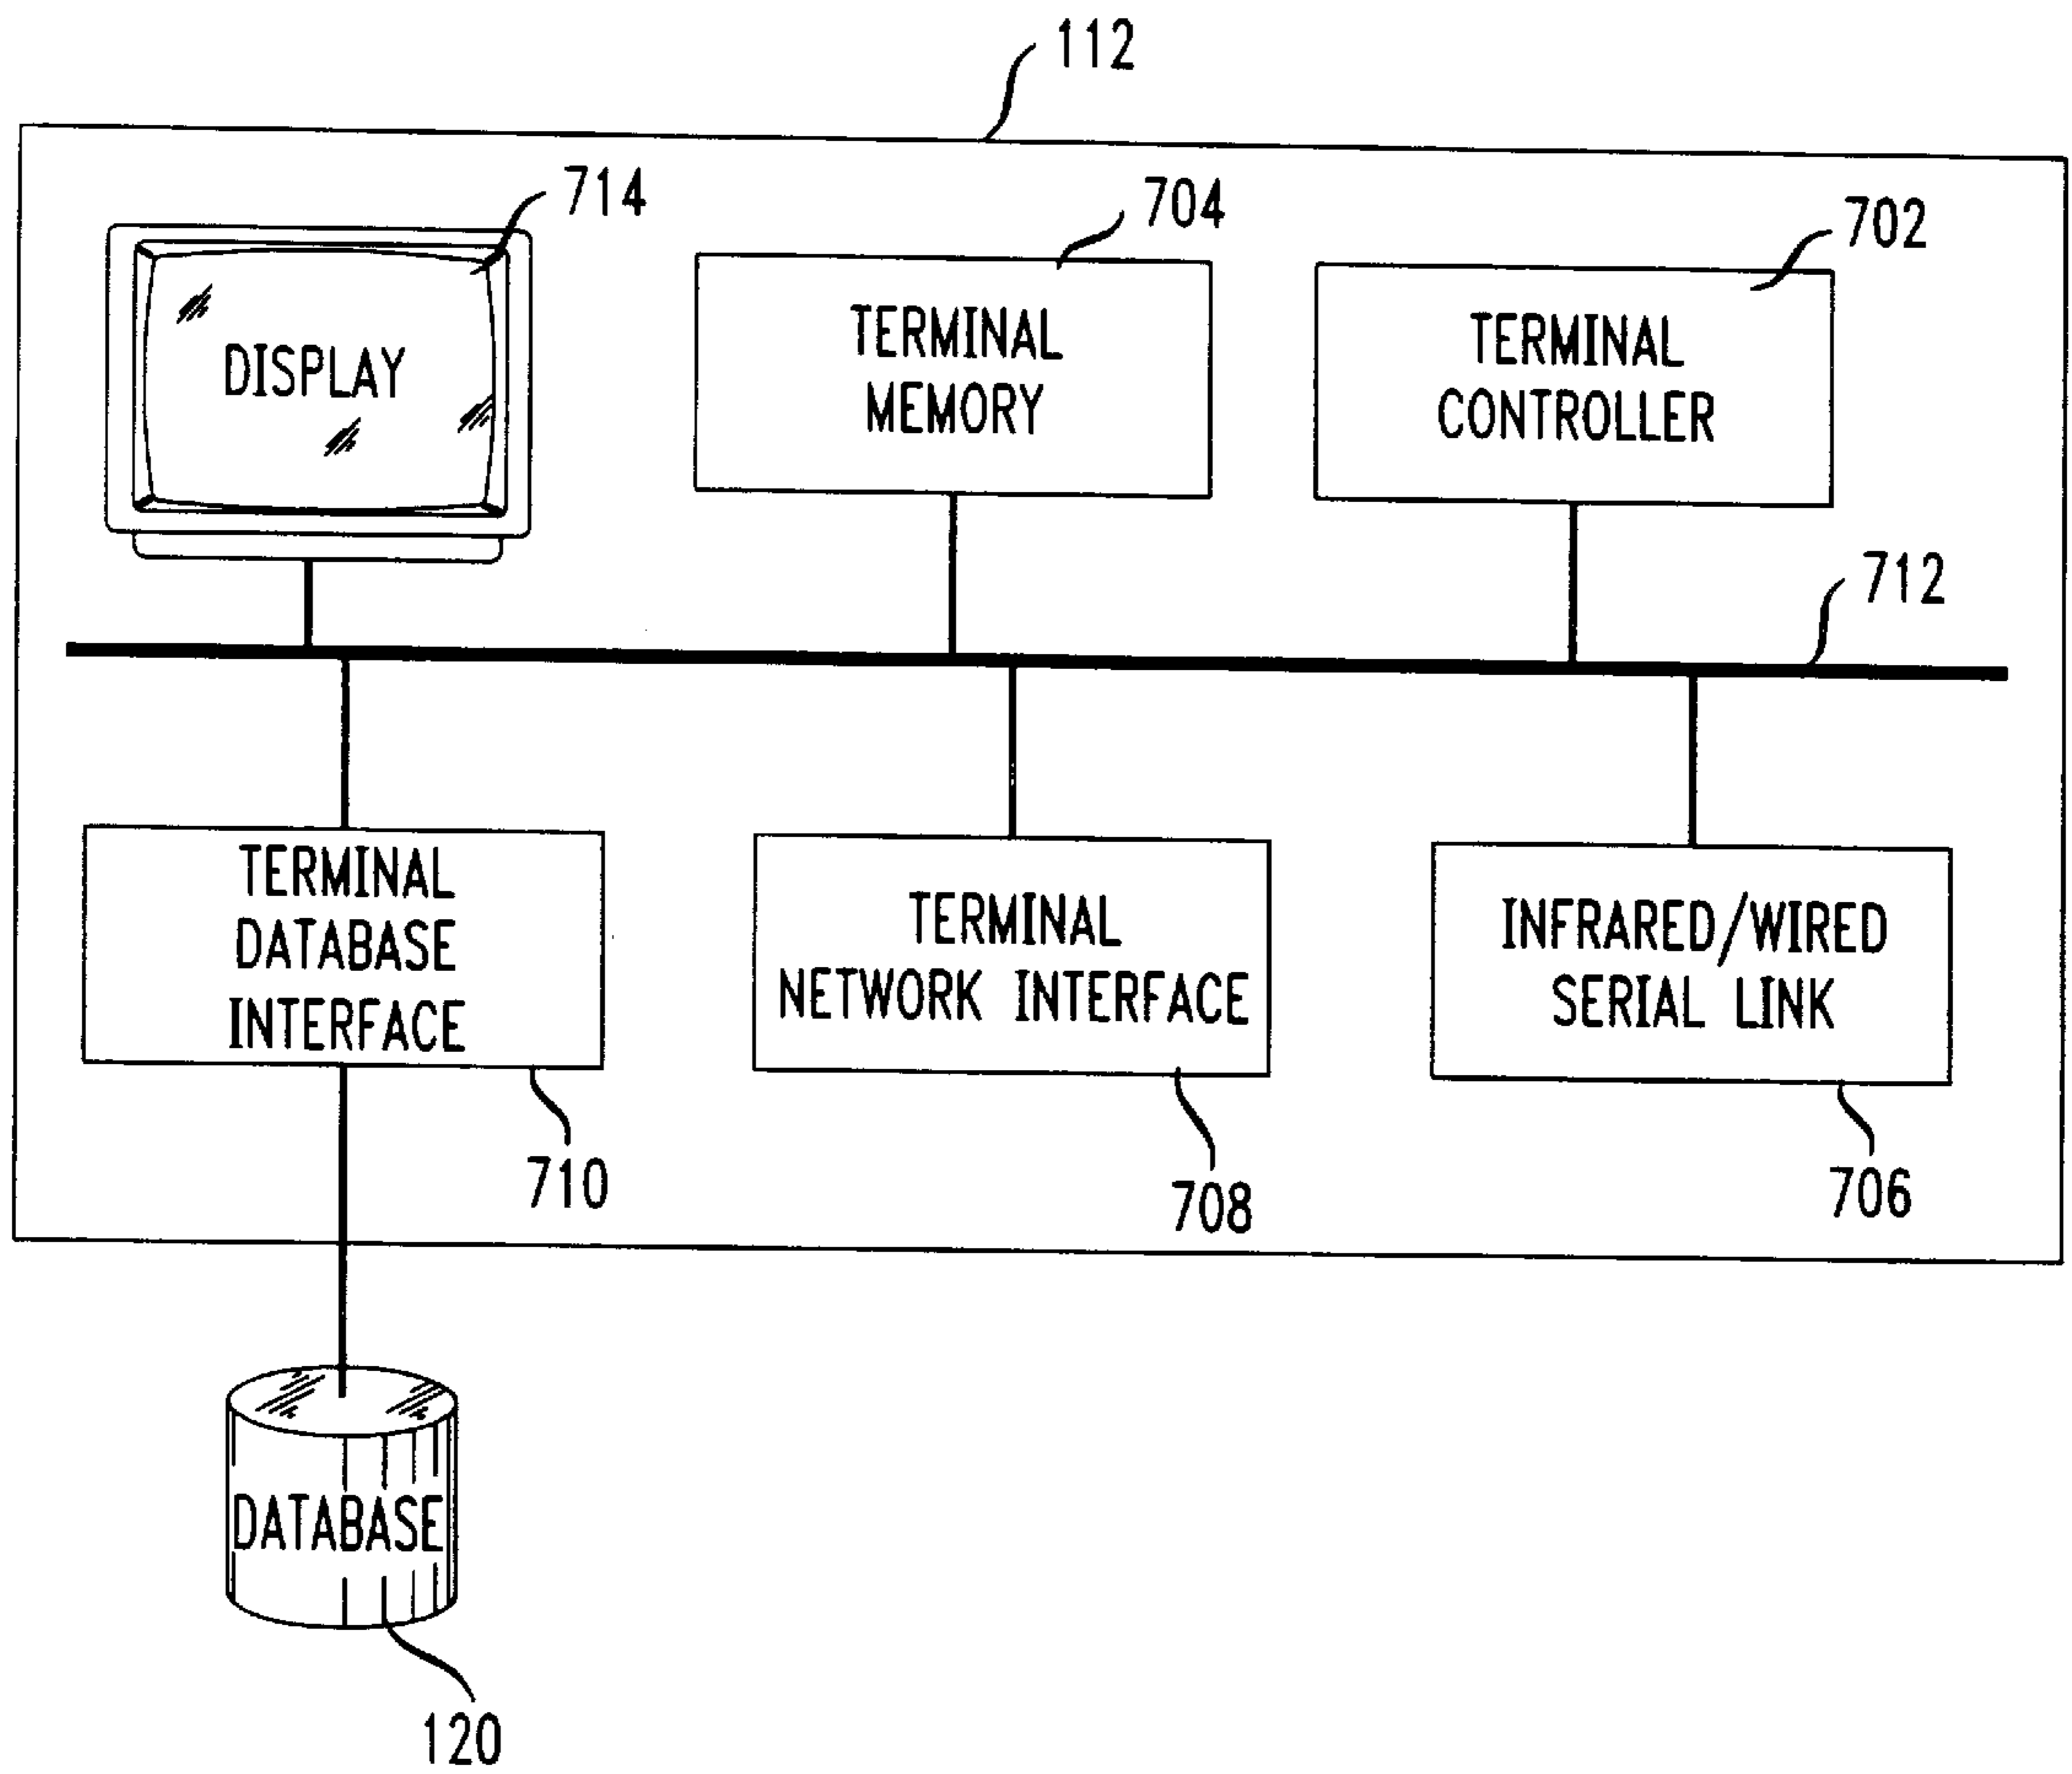 112
714
704
702
DISPLAY
TERMINAL
MEMORY
TERMINAL
CONTROLLER
712
TERMINAL
DATABASE
INTERFACE
TERMINAL
NETWORK INTERFACE
INFRARED/WIRED
SERIAL LINK
710
708
706
DATABASE
120